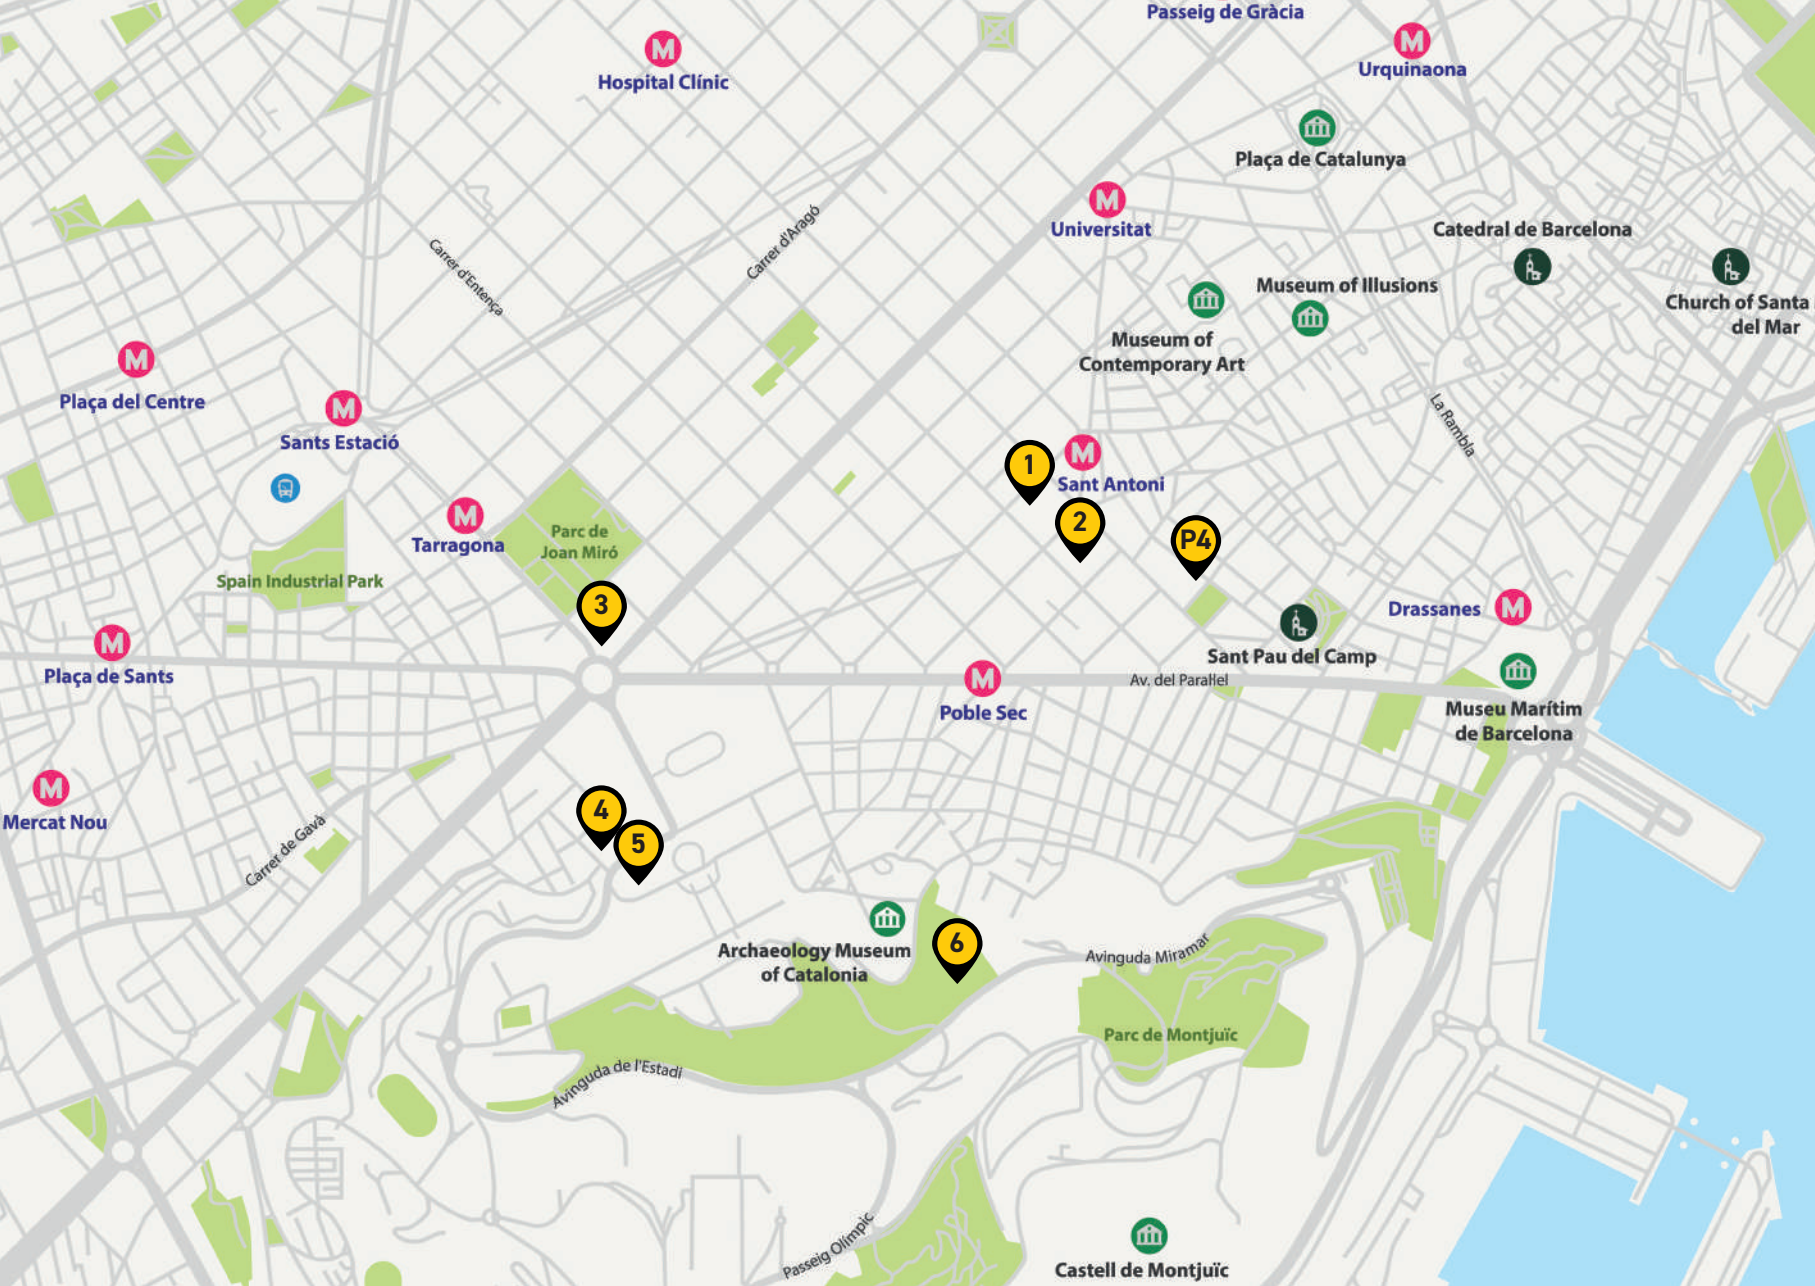 Passeig de Gràcia
M
Hospital Clínic
M
Urquinaona
Plaça de Catalunya
M
Universitat
Carrer d'Aragó
Carrer d'Entença
Catedral de Barcelona
Museum of Illusions
Church of Santa
del Mar
Museum of
Contemporary Art
M
Plaça del Centre
M
Sants Estació
La Rambla
1
M
Sant Antoni
2
P4
M
Tarragona
Parc de
Joan Miró
Spain Industrial Park
3
Drassanes
M
M
Plaça de Sants
Sant Pau del Camp
M
Poble Sec
Av. del Paral·lel
Museu Marítim
de Barcelona
M
Mercat Nou
4
5
Carrer de Gavà
Archaeology Museum
of Catalonia
6
Avinguda Miramar
Parc de Montjuïc
Avinguda de l'Estadi
Passeig Olímpic
Castell de Montjuïc